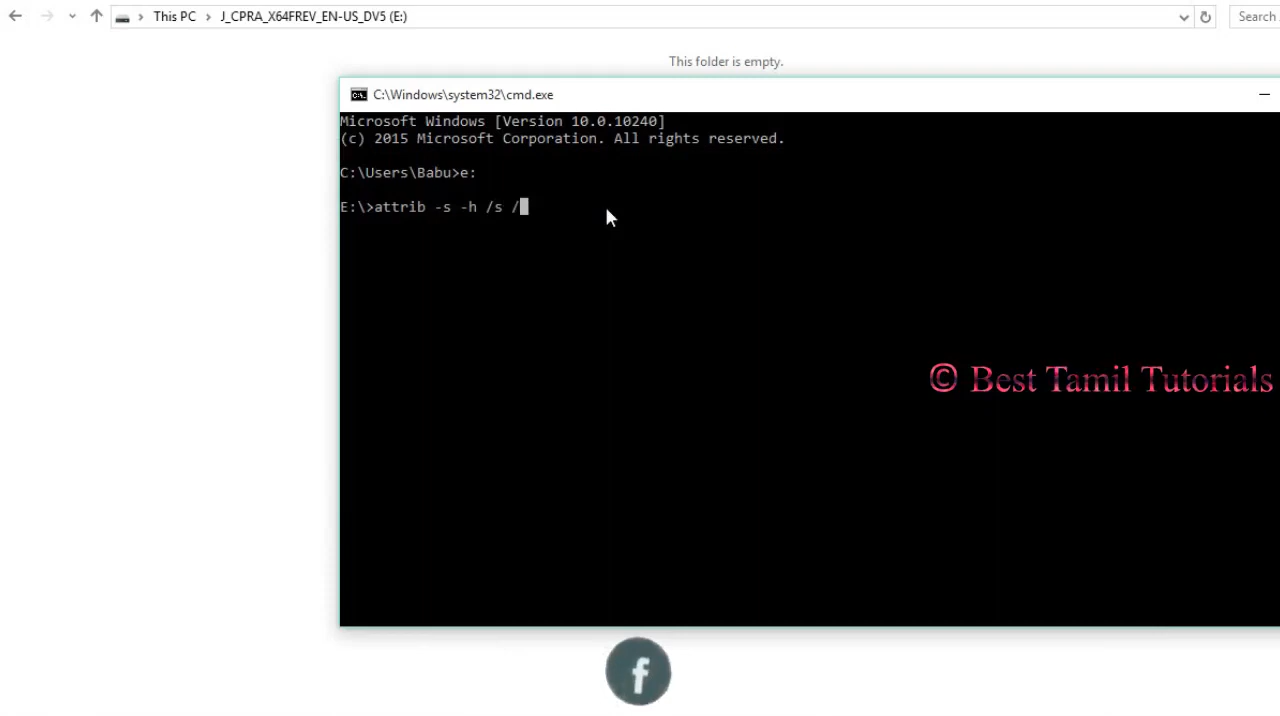 This PC > J_CPRA_X64FREV_EN-US_DV5 (E:)
Search
This folder is empty.
C:\Windows\system32\cmd.exe
Microsoft Windows [Version 10.0.10240]
(c) 2015 Microsoft Corporation. All rights reserved.
C:\Users\Babu>e:
E:\>attrib -s -h /s /
© Best Tamil Tutorials
f